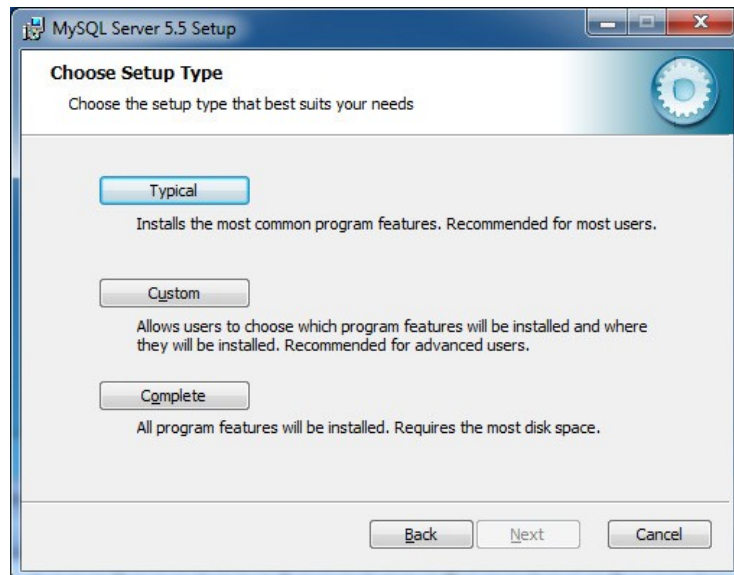 MySQL Server 5.5 Setup
Choose Setup Type
Choose the setup type that best suits your needs
Typical
Installs the most common program features. Recommended for most users.
Custom
Allows users to choose which program features will be installed and where
they will be installed. Recommended for advanced users.
Complete
All program features will be installed. Requires the most disk space.
Back Next Cancel